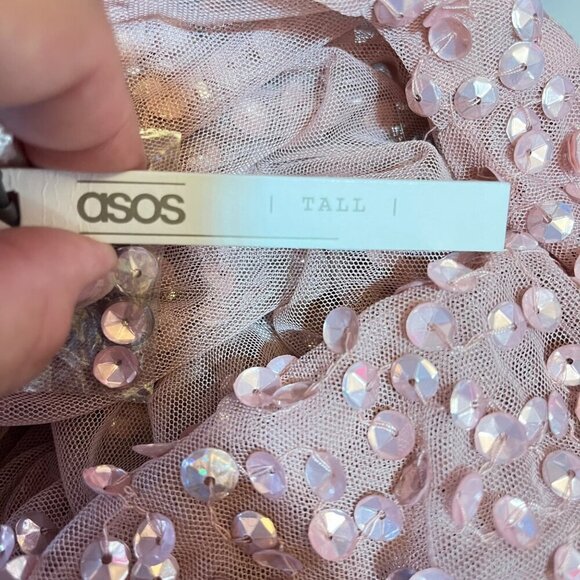 asos | TALL |